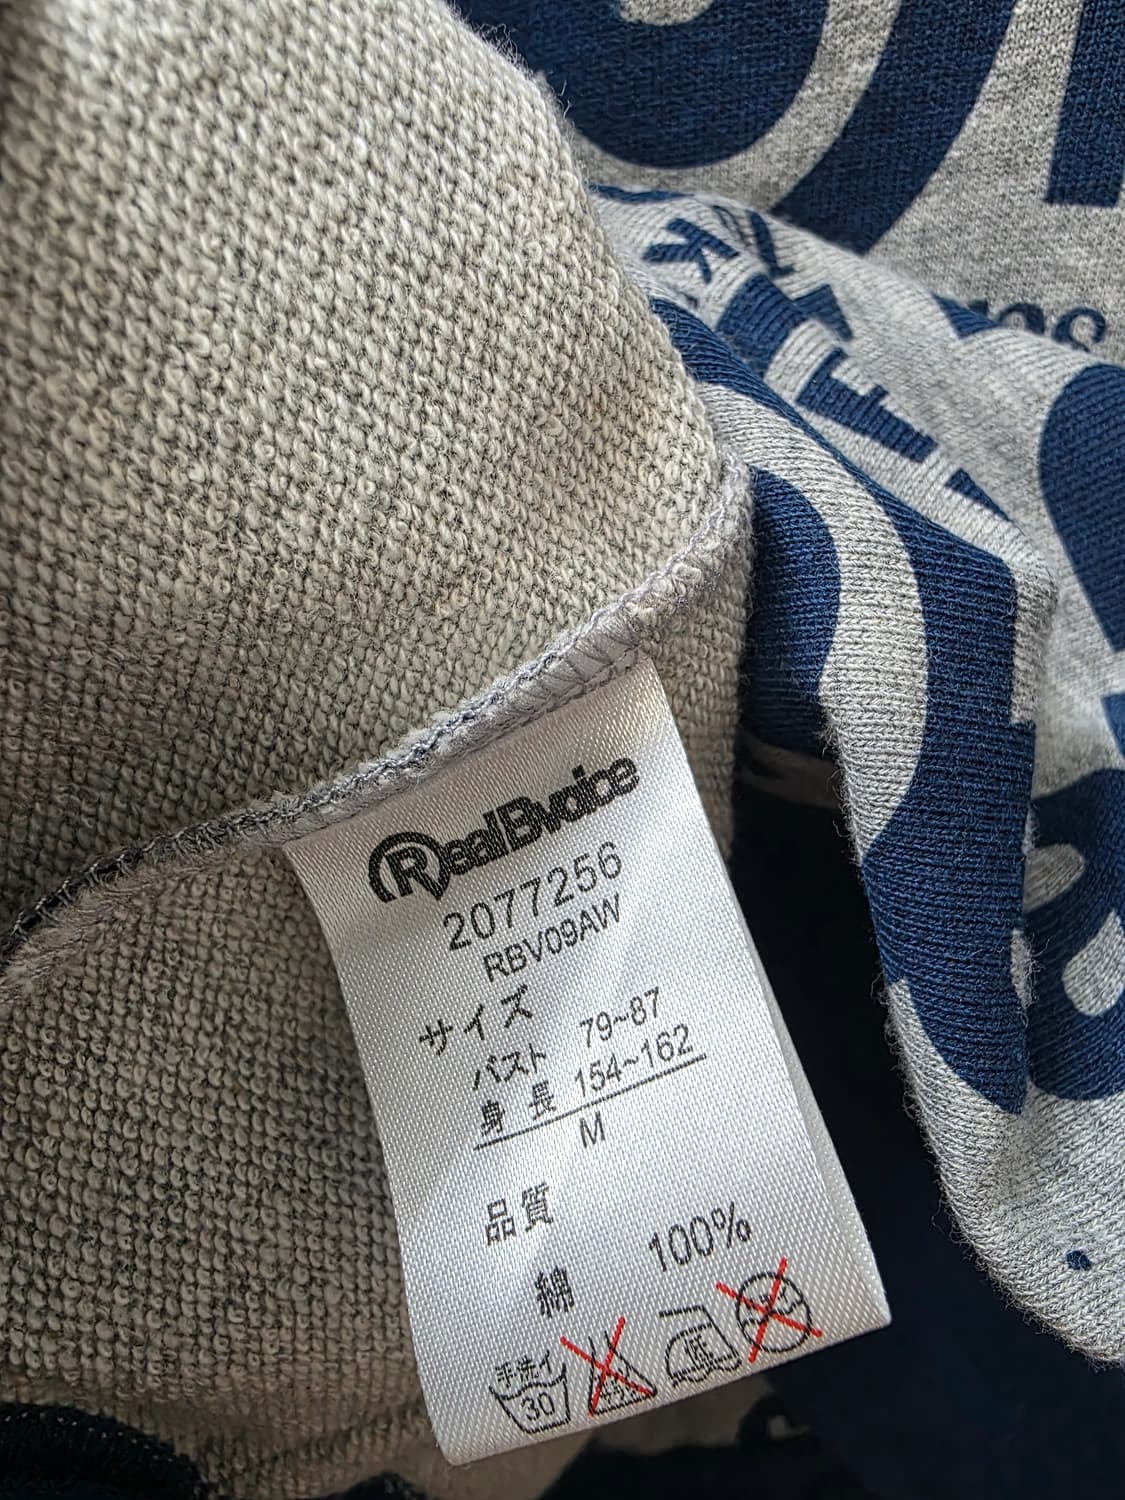 RealBvoice
2077256
RBV09AW
サイズ
バスト 79~87
身長 154~162
M
品質
綿 100%
手洗イ
30